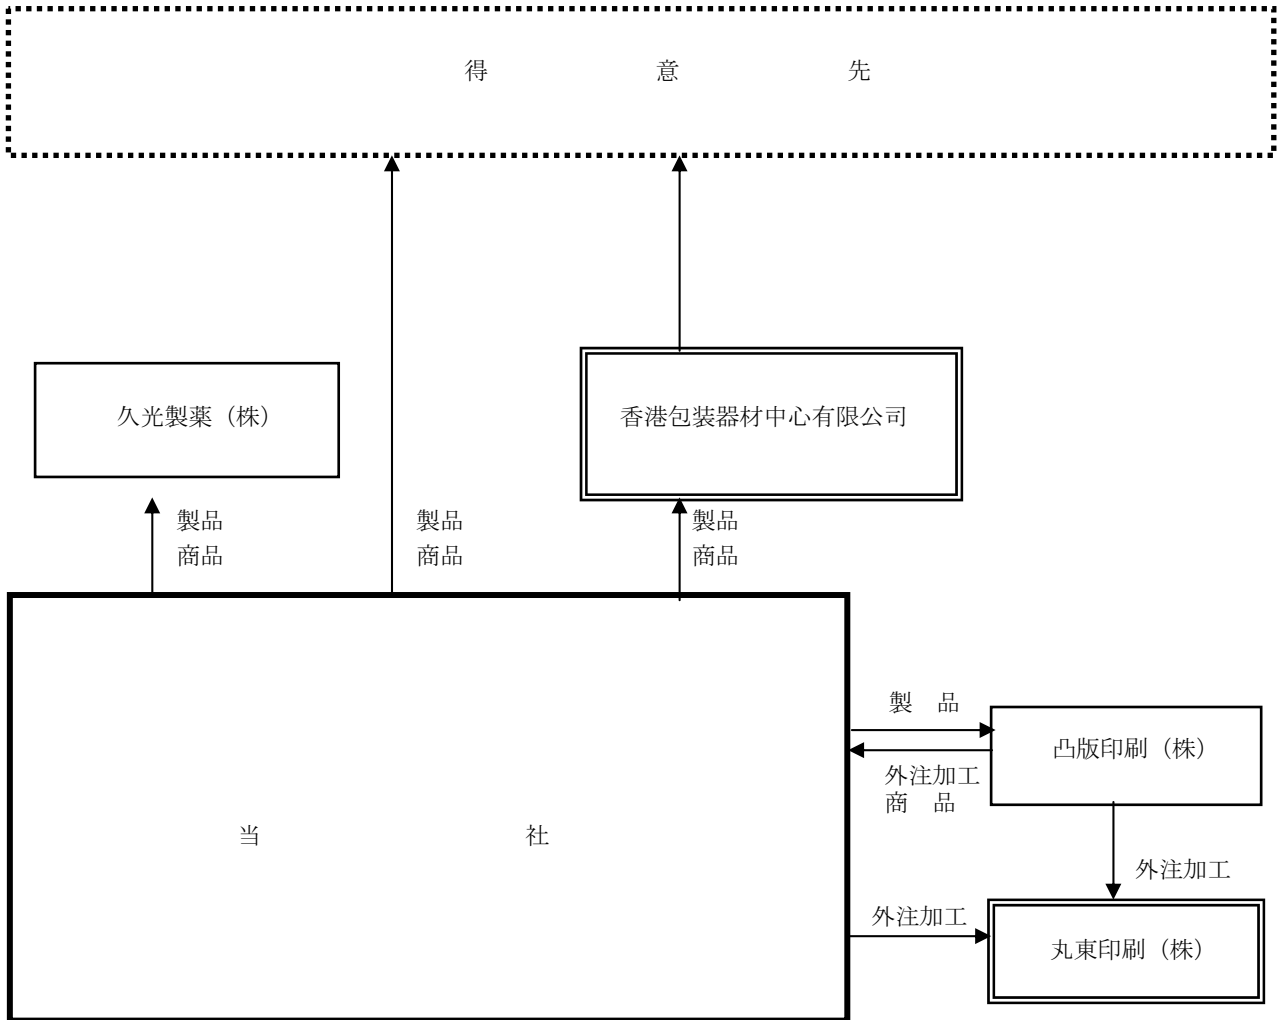 得　意　先
久光製薬（株）
香港包装器材中心有限公司
製品
商品
製品
商品
製品
商品
製　品
凸版印刷（株）
外注加工
商　品
当　社
外注加工
外注加工
丸東印刷（株）